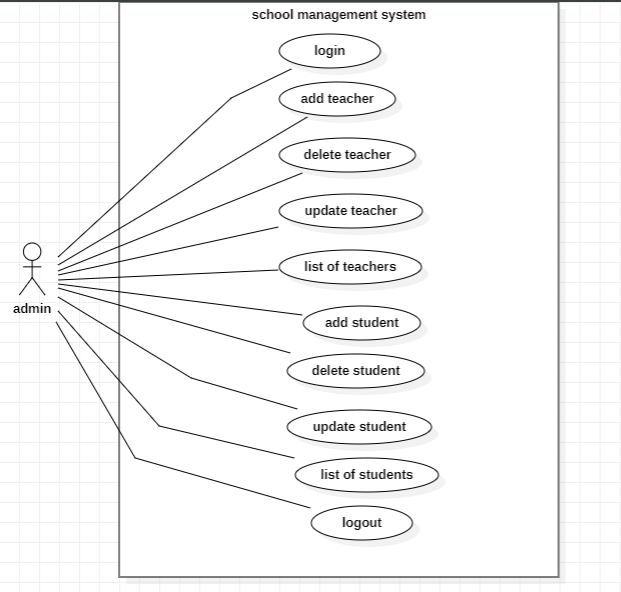 school management system
login
add teacher
delete teacher
update teacher
list of teachers
add student
admin
delete student
update student
list of students
logout